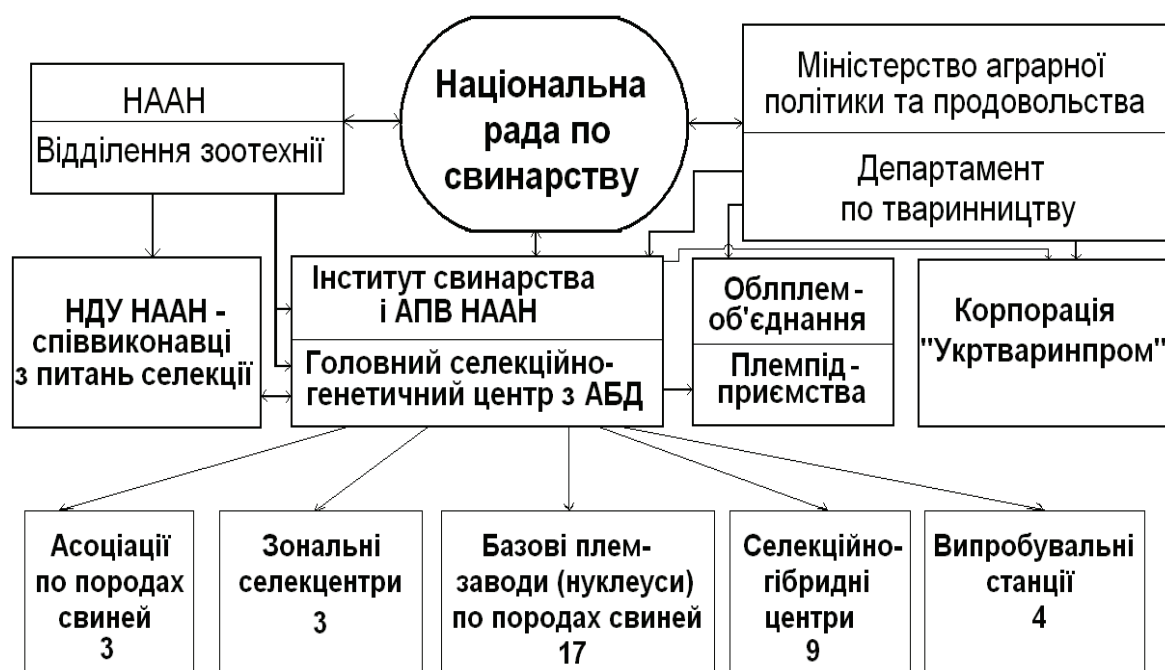 НААН
Відділення зоотехнії
Національна
рада по
свинарству
Міністерство аграрної
політики та продовольства
Департамент
по тваринництву
НДУ НААН -
співвиконавці
з питань селекції
Інститут свинарства
і АПВ НААН
Головний селекційно-
генетичний центр з АБД
Облплем-
об'єднання
Племпід-
приємства
Корпорація
"Укртваринпром"
Асоціації
по породах
свиней
3
Зональні
селекцентри
3
Базові плем-
заводи (нуклеуси)
по породах свиней
17
Селекційно-
гібридні
центри
9
Випробувальні
станції
4